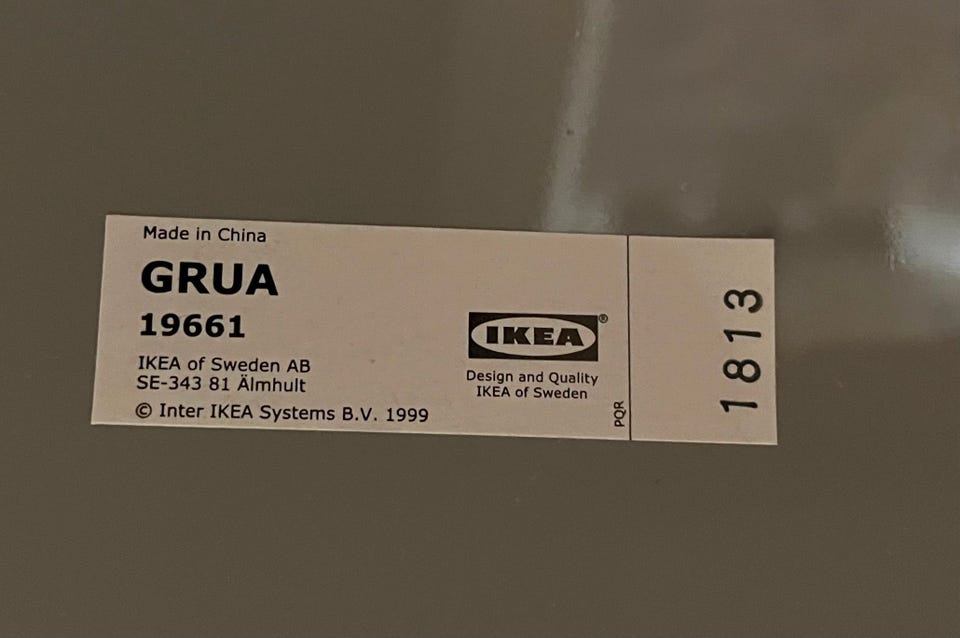 Made in China
GRUA
19661
IKEA of Sweden AB
SE-343 81 Älmhult
© Inter IKEA Systems B.V. 1999
IKEA®
Design and Quality
IKEA of Sweden
PQR
1813